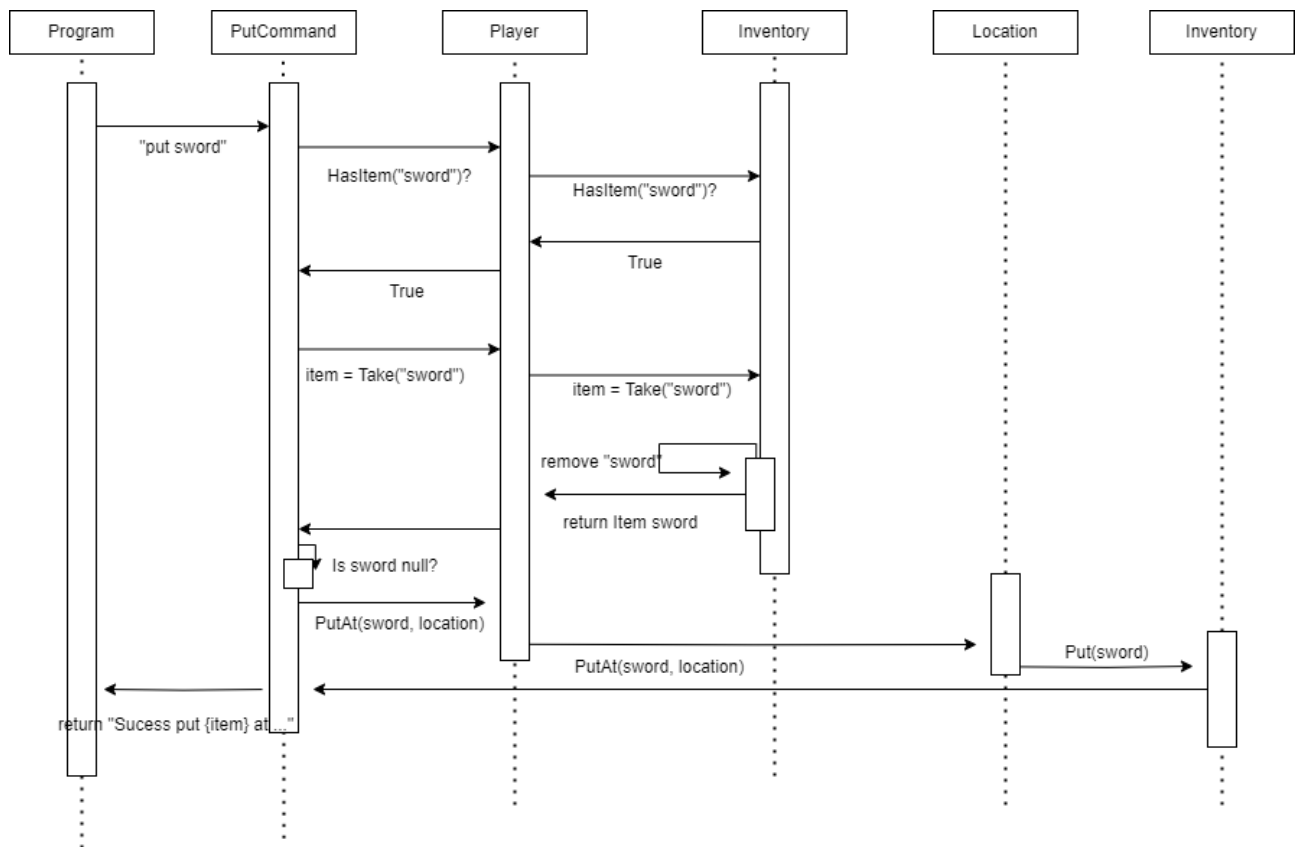 Program
PutCommand
Player
Inventory
Location
Inventory
"put sword"
HasItem("sword")?
HasItem("sword")?
True
True
item = Take("sword")
item = Take("sword")
remove "sword"
return Item sword
Is sword null?
PutAt(sword, location)
Put(sword)
PutAt(sword, location)
return "Sucess put {item} at ..."